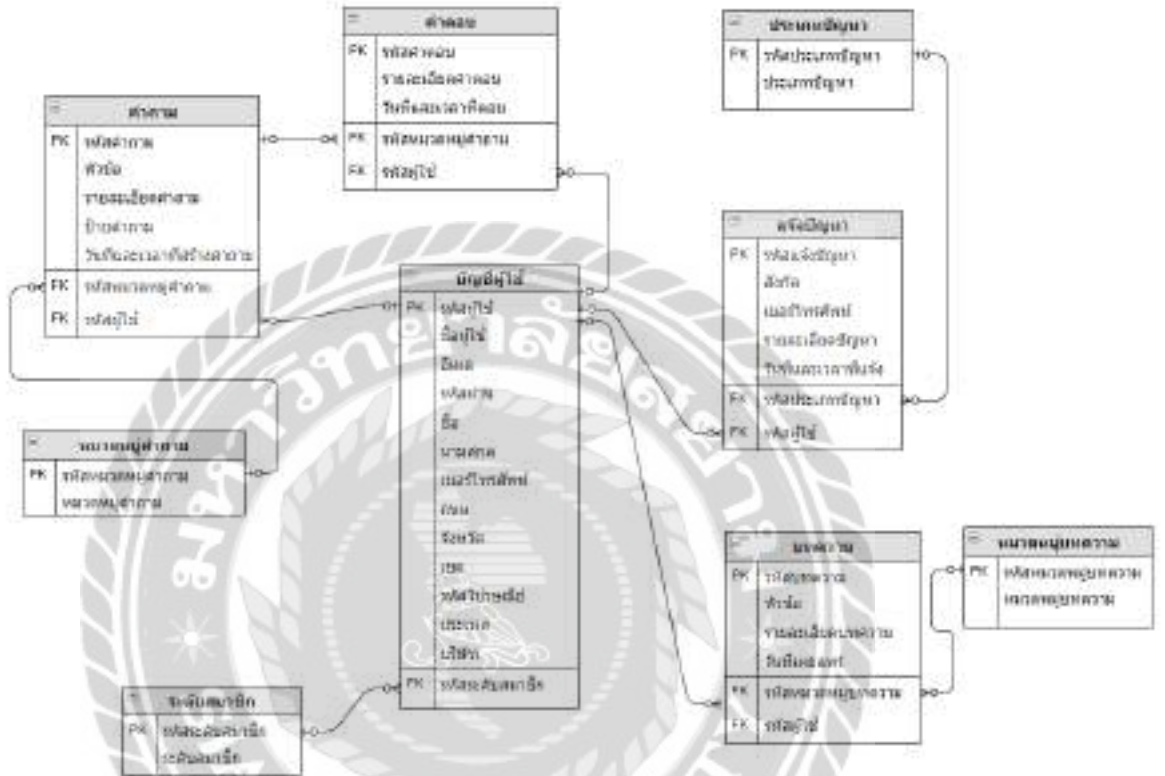 คำตอบ
PK รหัสคำตอบ
รายละเอียดคำตอบ
วันที่และเวลาที่ตอบ
FK รหัสหมวดหมู่คำถาม
FK รหัสผู้ใช้
ประเภทปัญหา
PK รหัสประเภทปัญหา
ประเภทปัญหา
คำถาม
PK รหัสคำถาม
หัวข้อ
รายละเอียดคำถาม
ป้ายคำถาม
วันที่และเวลาที่สร้างคำถาม
FK รหัสหมวดหมู่คำถาม
FK รหัสผู้ใช้
แจ้งปัญหา
PK รหัสแจ้งปัญหา
สังกัด
เบอร์โทรศัพท์
รายละเอียดปัญหา
วันที่และเวลาที่แจ้ง
FK รหัสประเภทปัญหา
FK รหัสผู้ใช้
บัญชีผู้ใช้
PK รหัสผู้ใช้
ชื่อผู้ใช้
อีเมล
รหัสผ่าน
ชื่อ
นามสกุล
เบอร์โทรศัพท์
ถนน
จังหวัด
เขต
รหัสไปรษณีย์
ประเทศ
บริษัท
FK รหัสระดับสมาชิก
หมวดหมู่คำถาม
PK รหัสหมวดหมู่คำถาม
หมวดหมู่คำถาม
บทความ
PK รหัสบทความ
หัวข้อ
รายละเอียดบทความ
วันที่เผยแพร่
FK รหัสหมวดหมู่บทความ
FK รหัสผู้ใช้
หมวดหมู่บทความ
PK รหัสหมวดหมู่บทความ
หมวดหมู่บทความ
ระดับสมาชิก
PK รหัสระดับสมาชิก
ระดับสมาชิก
มหาวิทยาลัยสยาม